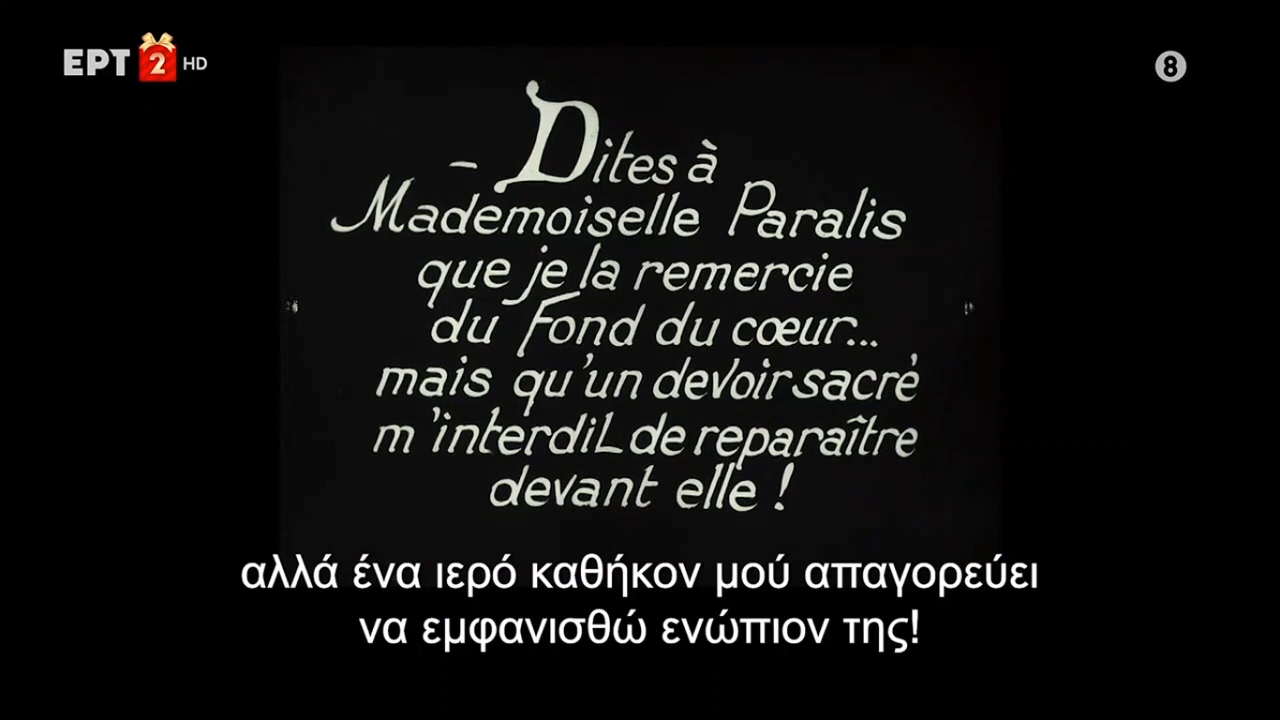 ΕΡΤ 2 HD
8
– Dites à
Mademoiselle Paralis
que je la remercie
du fond du cœur...
mais qu'un devoir sacré
m'interdit de reparaître
devant elle !
αλλά ένα ιερό καθήκον μού απαγορεύει
να εμφανισθώ ενώπιον της!